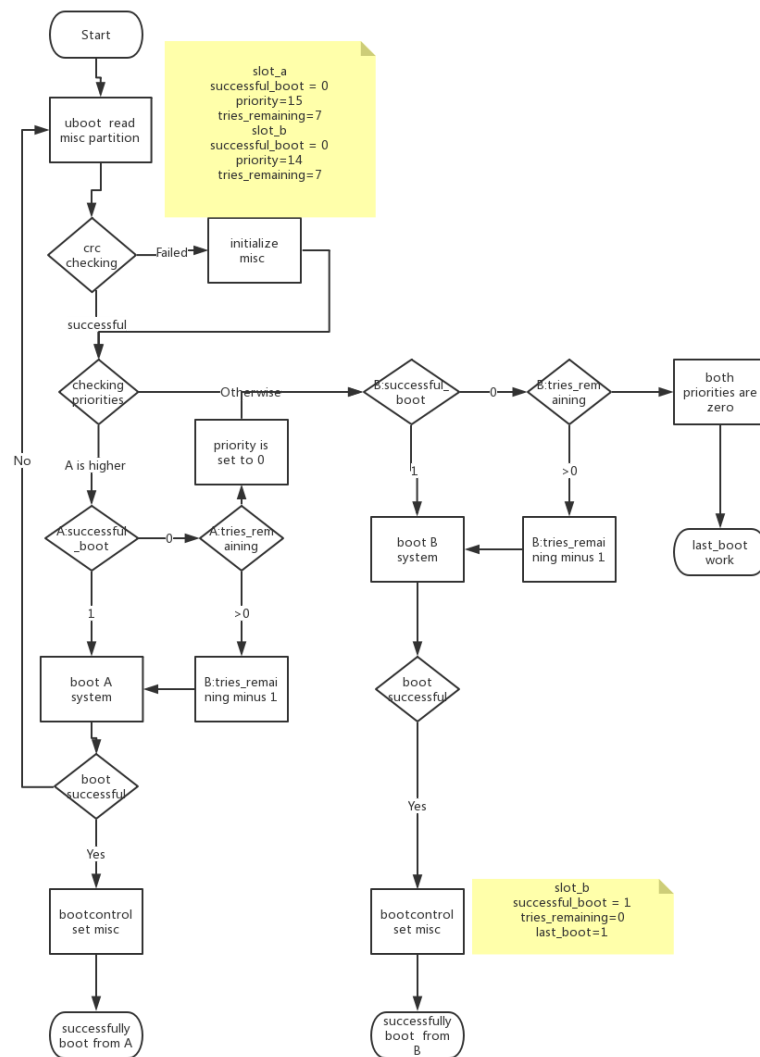 Start
slot_a
successful_boot = 0
priority=15
tries_remaining=7
slot_b
successful_boot = 0
priority=14
tries_remaining=7
uboot read
misc partition
crc
checking
Failed
initialize
misc
successful
checking
priorities
Otherwise
B:successful_
boot
0
B:tries_rem
aining
both
priorities are
zero
priority is
set to 0
No
A is higher
1
>0
A:successful
_boot
0
A:tries_rem
aining
boot B
system
B:tries_remai
ning minus 1
last_boot
work
1
>0
boot A
system
B:tries_remai
ning minus 1
boot
successful
boot
successful
Yes
Yes
bootcontrol
set misc
bootcontrol
set misc
slot_b
successful_boot = 1
tries_remaining=0
last_boot=1
successfully
boot from A
successfully
boot from
B